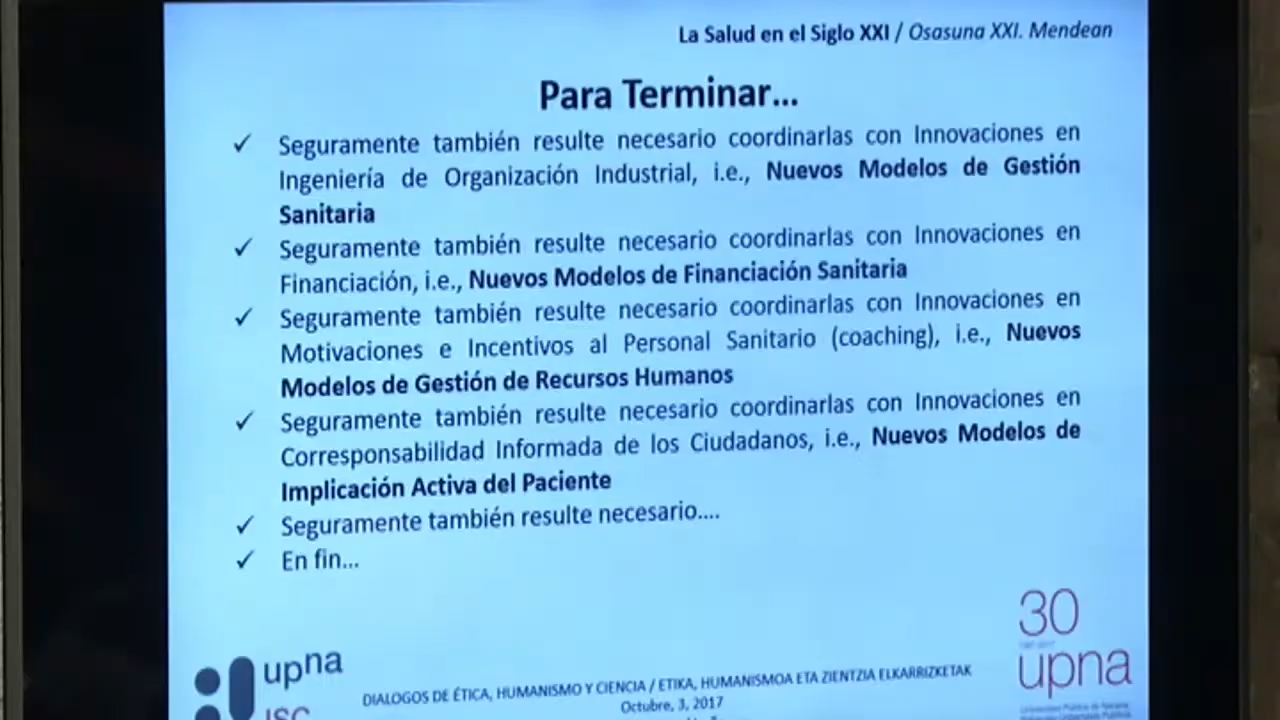 La Salud en el Siglo XXI / Osasuna XXI. Mendean
Para Terminar...
✓ Seguramente también resulte necesario coordinarlas con Innovaciones en
Ingeniería de Organización Industrial, i.e., Nuevos Modelos de Gestión
Sanitaria
✓ Seguramente también resulte necesario coordinarlas con Innovaciones en
Financiación, i.e., Nuevos Modelos de Financiación Sanitaria
✓ Seguramente también resulte necesario coordinarlas con Innovaciones en
Motivaciones e Incentivos al Personal Sanitario (coaching), i.e., Nuevos
Modelos de Gestión de Recursos Humanos
✓ Seguramente también resulte necesario coordinarlas con Innovaciones en
Corresponsabilidad Informada de los Ciudadanos, i.e., Nuevos Modelos de
Implicación Activa del Paciente
✓ Seguramente también resulte necesario....
✓ En fin...
upna
ISC
DIALOGOS DE ÉTICA, HUMANISMO Y CIENCIA / ETIKA, HUMANISMOA ETA ZIENTZIA ELKARRIZKETAK
Octubre, 3, 2017
30
upna